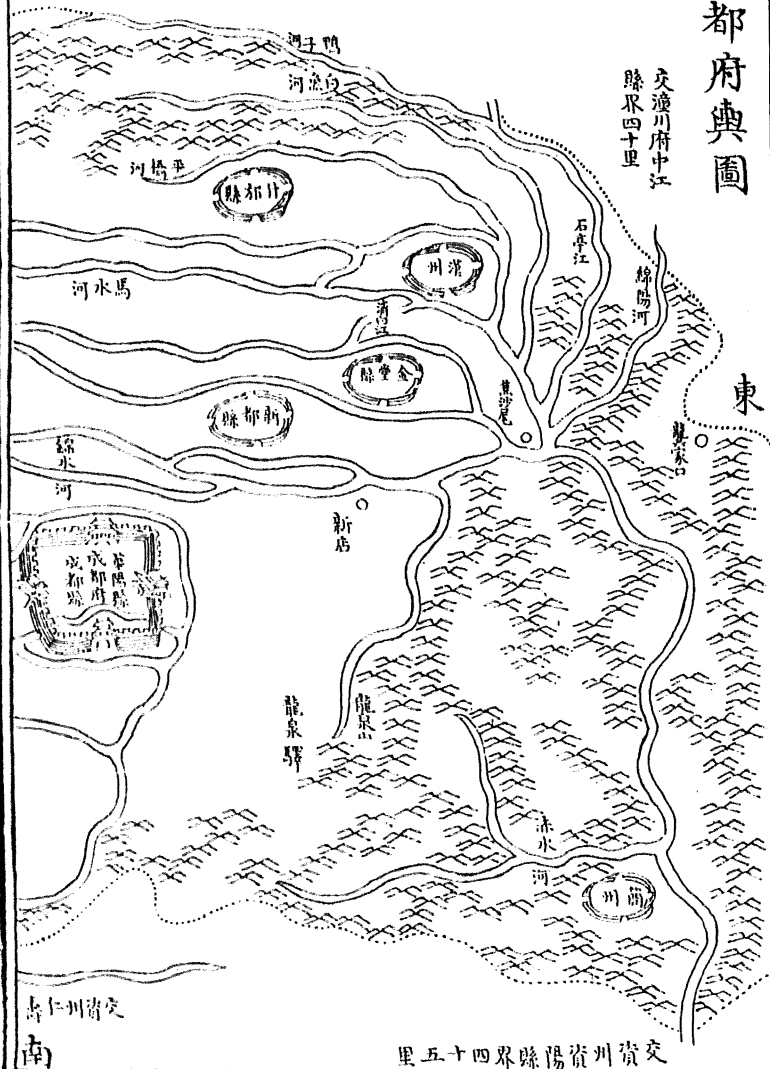 都府輿圖
交潼川府中江
縣界四十里
鴨子河
白魚河
平橋河
什邡縣
石亭江
綿陽河
漢州
馬水河
清白江
金堂縣
焦沙尾
東
新都縣
龔家口
錦水河
新店
華陽縣
成都府
成都縣
龍泉山
龍泉驛
赤水河
簡州
交資州仁壽
南
交資州資陽縣界四十五里